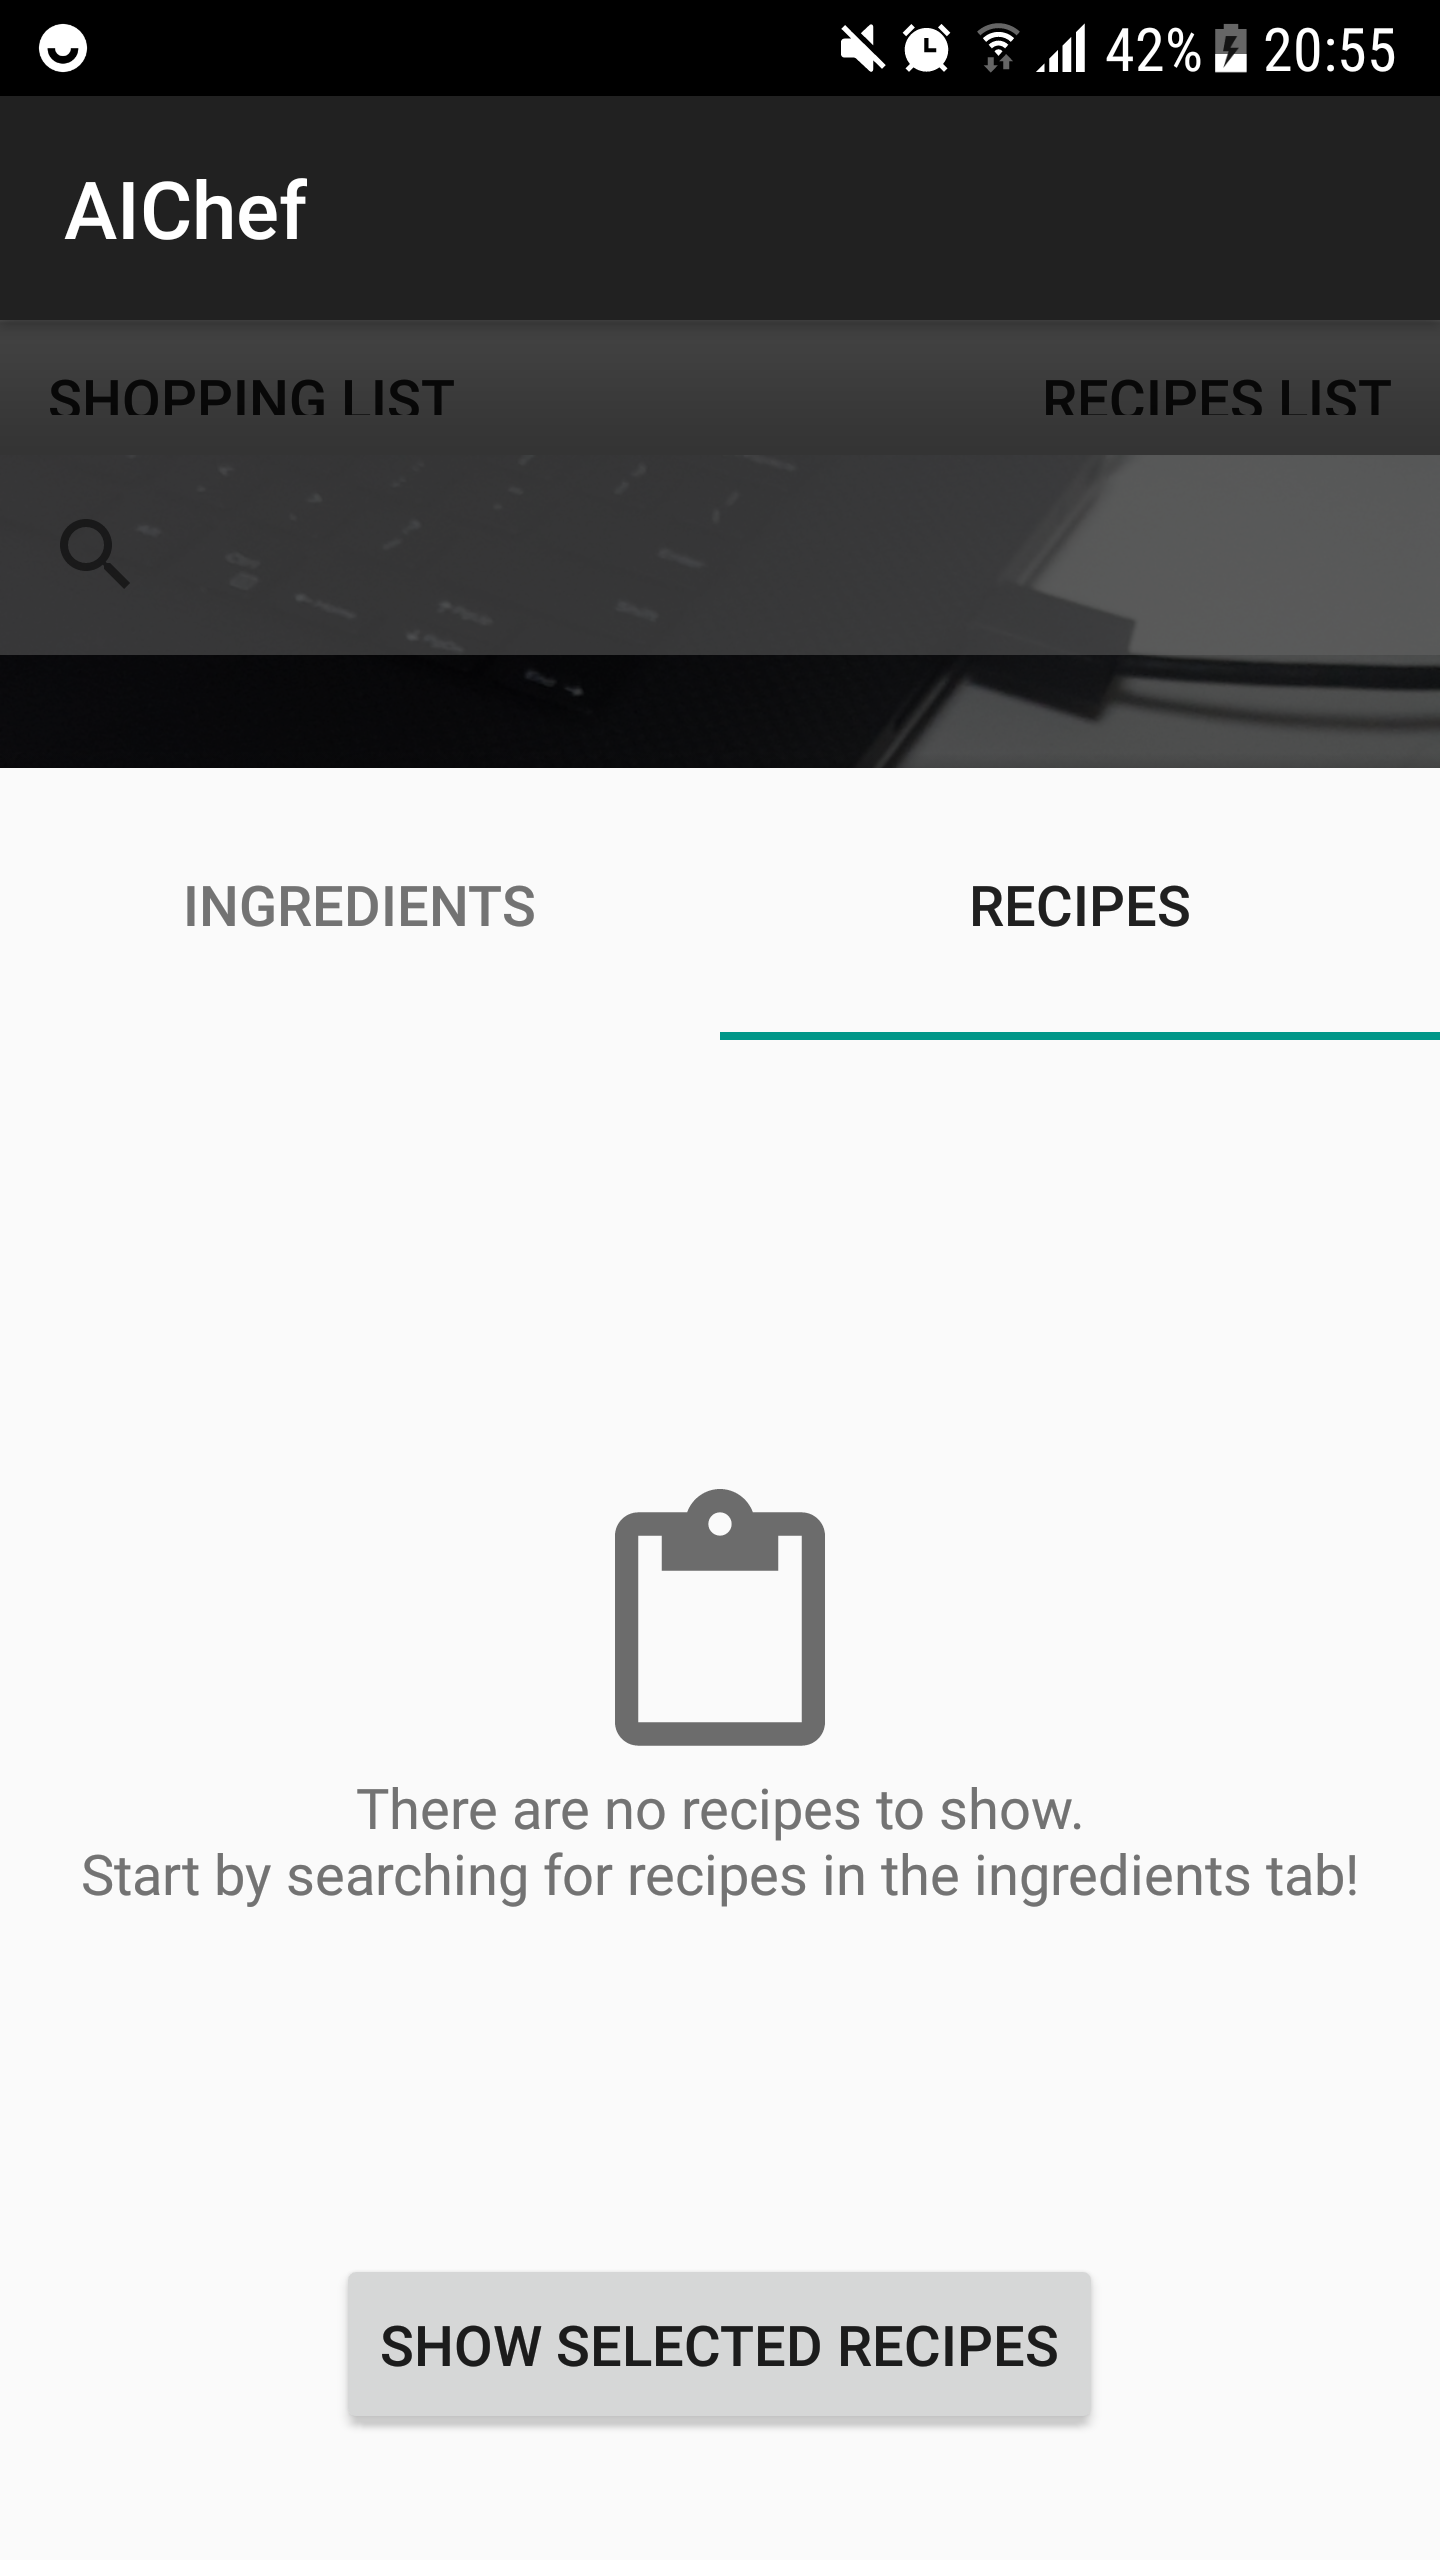 42% 20:55
AIChef
SHOPPING LIST RECIPES LIST
INGREDIENTS RECIPES
There are no recipes to show.
Start by searching for recipes in the ingredients tab!
SHOW SELECTED RECIPES